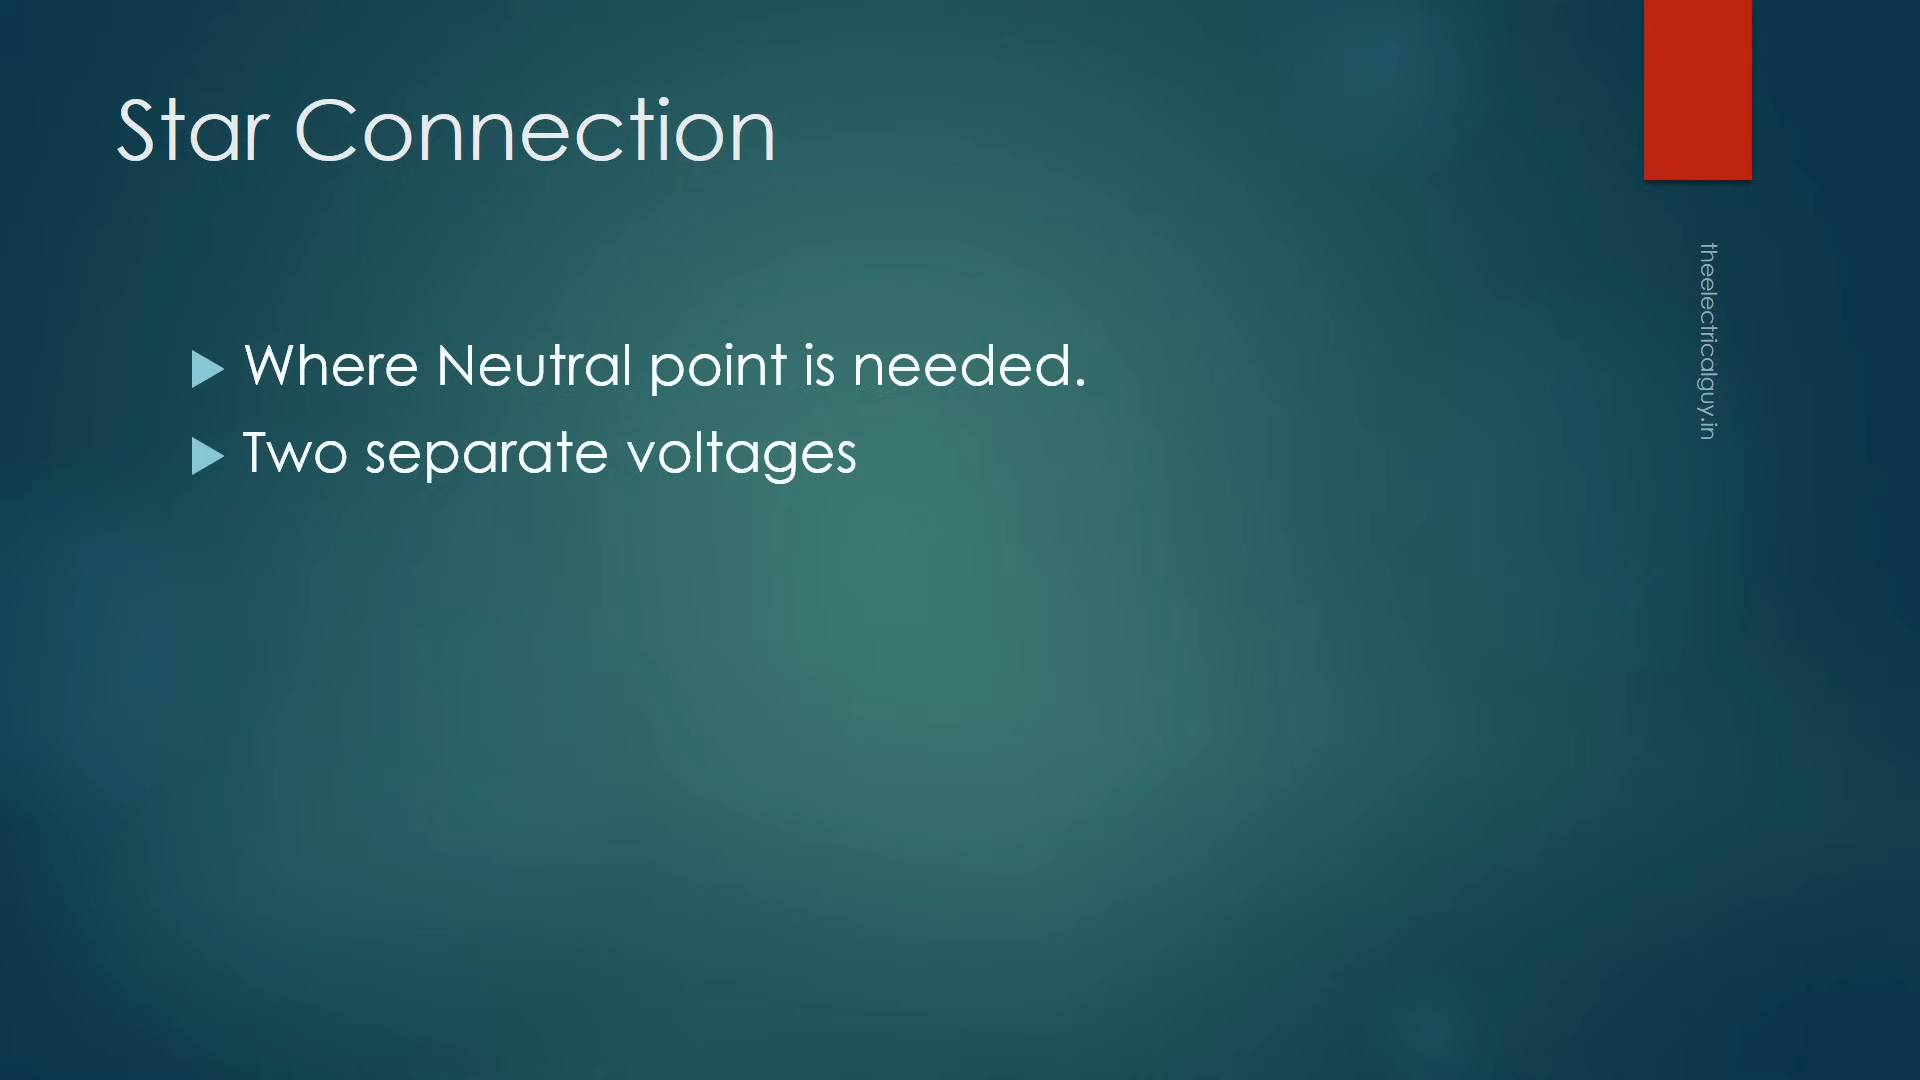 Star Connection
Where Neutral point is needed.
Two separate voltages
theelectricalguy.in